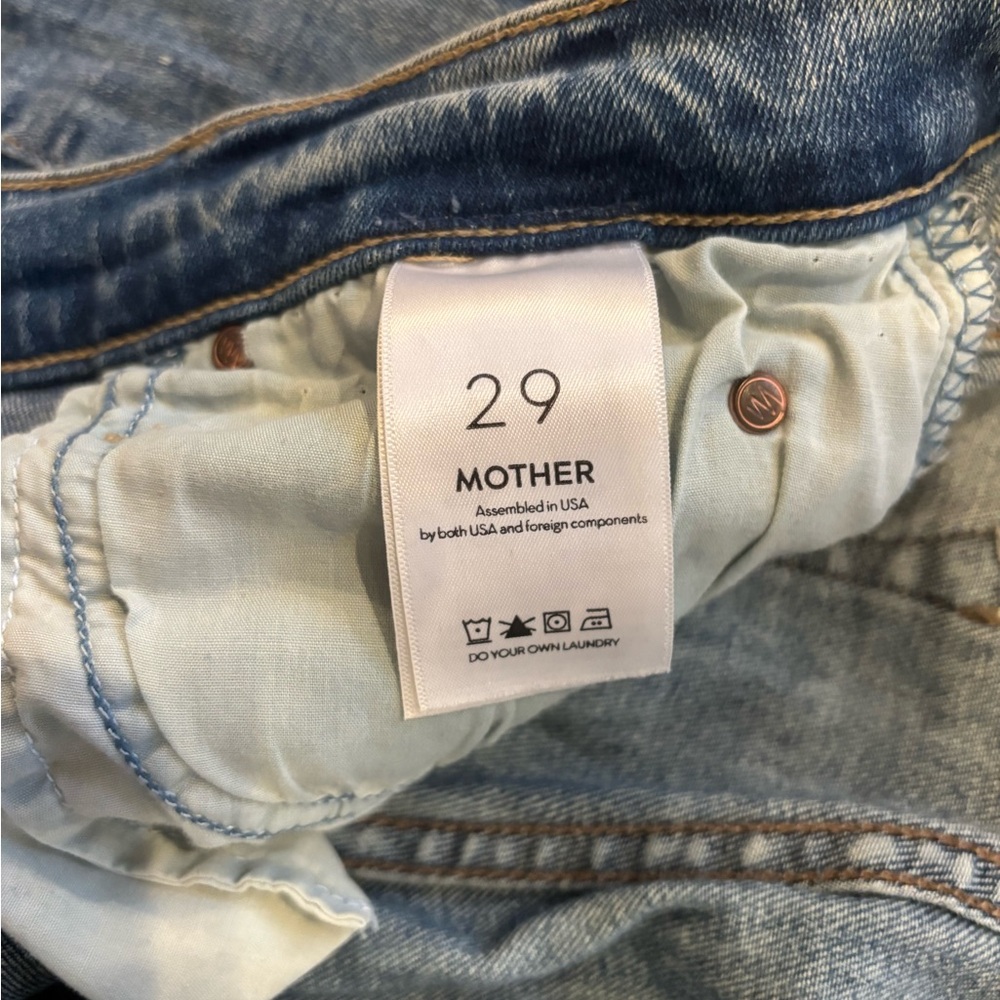 29
MOTHER
Assembled in USA
by both USA and foreign components
DO YOUR OWN LAUNDRY